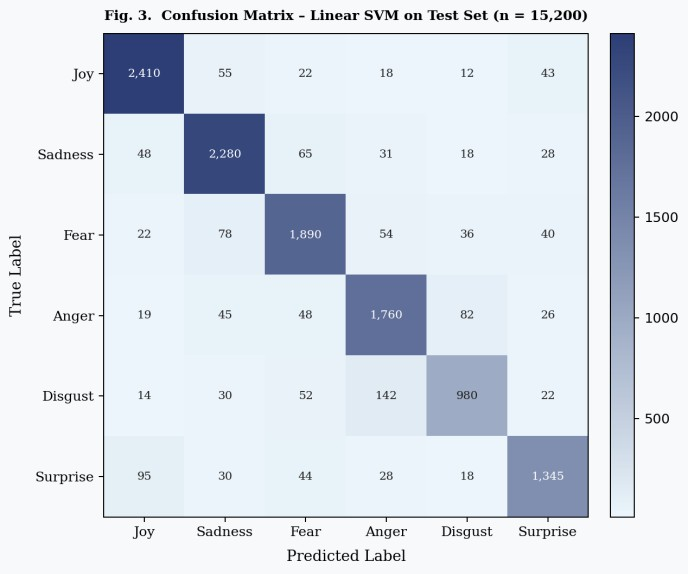 Fig. 3.  Confusion Matrix – Linear SVM on Test Set (n = 15,200)
True Label
Joy 2,410 55 22 18 12 43
Sadness 48 2,280 65 31 18 28
Fear 22 78 1,890 54 36 40
Anger 19 45 48 1,760 82 26
Disgust 14 30 52 142 980 22
Surprise 95 30 44 28 18 1,345
Joy Sadness Fear Anger Disgust Surprise
Predicted Label
2000
1500
1000
500